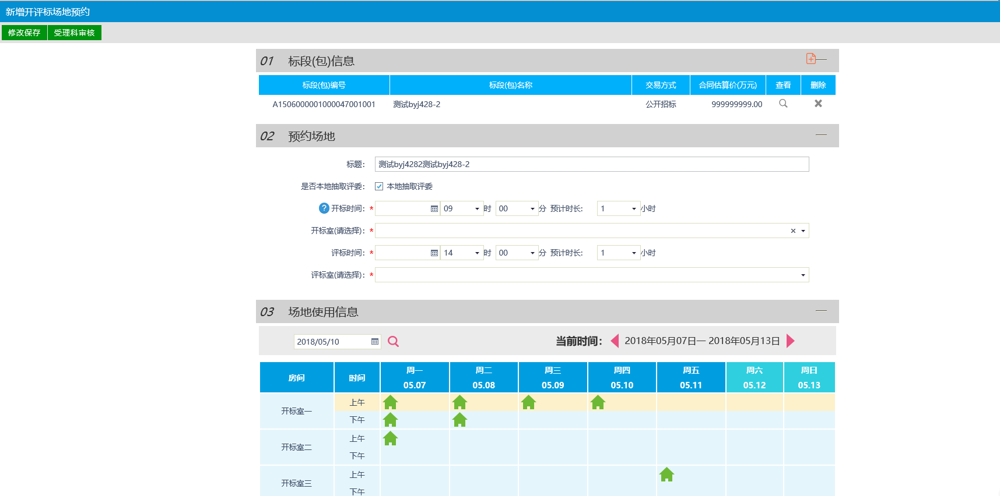 新增开评标场地预约
修改保存 受理科审核
01 标段(包)信息
标段(包)编号 标段(包)名称 交易方式 合同估算价(万元) 查看 删除
A1506000001000047001001 测试byj428-2 公开招标 999999999.00
02 预约场地
标题： 测试byj4282测试byj428-2
是否本地抽取评委： 本地抽取评委
? 开标时间： * 09 时 00 分 预计时长： 1 小时
开标室(请选择)： *
评标时间： * 14 时 00 分 预计时长： 1 小时
评标室(请选择)： *
03 场地使用信息
2018/05/10 当前时间： 2018年05月07日— 2018年05月13日
房间 时间 周一 周二 周三 周四 周五 周六 周日
05.07 05.08 05.09 05.10 05.11 05.12 05.13
开标室一 上午
下午
开标室二 上午
下午
开标室三 上午
下午